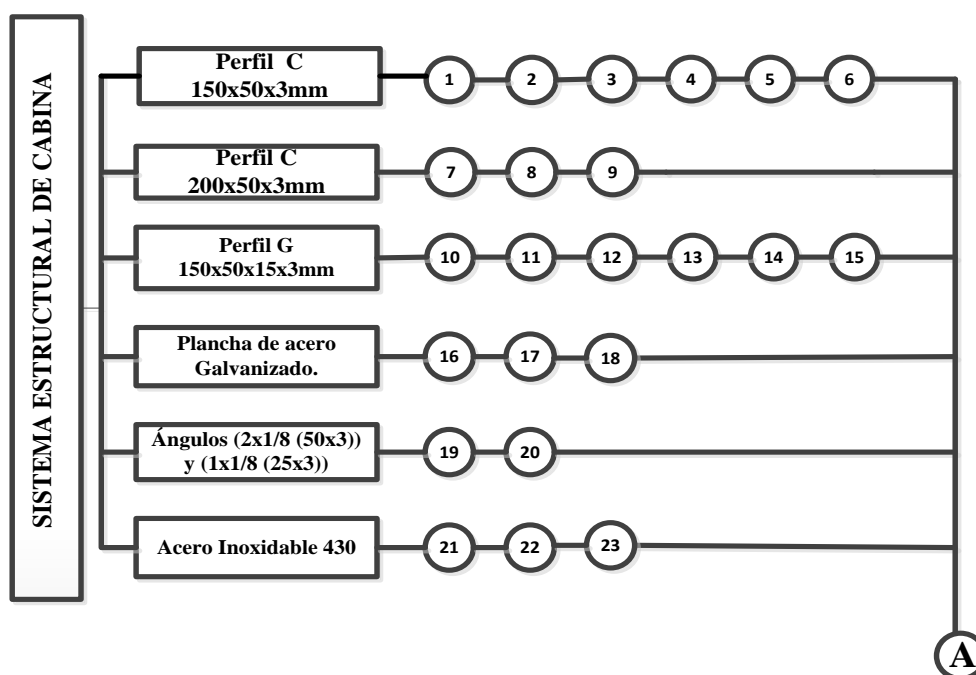 SISTEMA ESTRUCTURAL DE CABINA
Perfil C
150x50x3mm
1 2 3 4 5 6
Perfil C
200x50x3mm
7 8 9
Perfil G
150x50x15x3mm
10 11 12 13 14 15
Plancha de acero
Galvanizado.
16 17 18
Ángulos (2x1/8 (50x3))
y (1x1/8 (25x3))
19 20
Acero Inoxidable 430
21 22 23
A